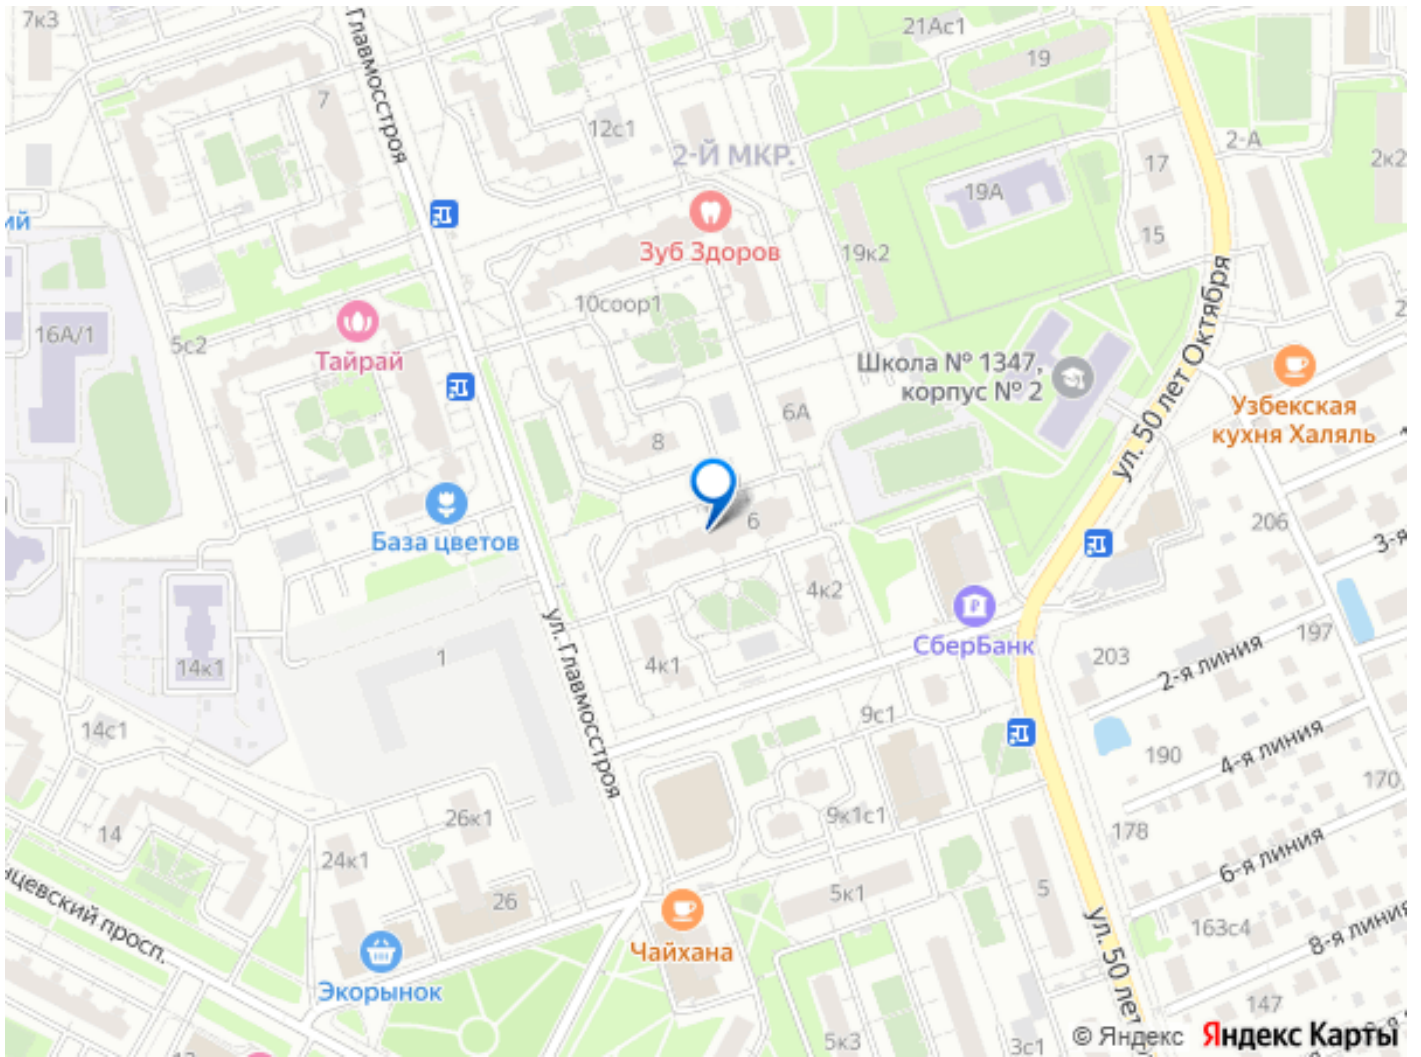 7к3
Главмосстроя
21Ас1
19
7
12с1
2-Й МКР.
2-А
17
2к2
19А
ий
Зуб Здоров
19к2
15
10соор1
16А/1
5с2
Тайрай
Школа № 1347,
корпус № 2
ул. 50 лет Октября
Узбекская
кухня Халяль
6А
8
База цветов
6
206
3-я
4к2
СберБанк
197
ул. Главмосстроя
1
14к1
4к1
203
2-я линия
14с1
9с1
190
4-я линия
170
26к1
9к1с1
178
14
24к1
6-я линия
26
5к1
5
нцевский просп.
Чайхана
163с4
8-я линия
ул. 50 лет
Экорынок
147
5к3
3с1
© Яндекс Яндекс Карты